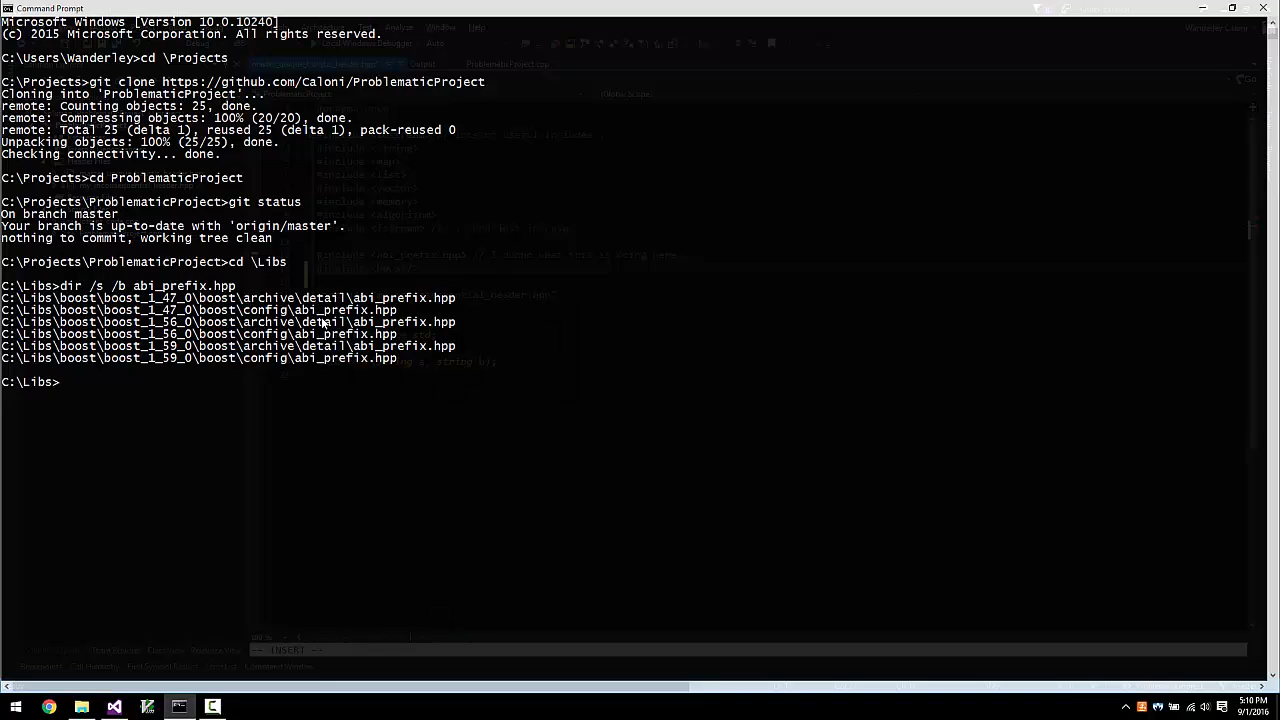 Command Prompt
Microsoft Windows [Version 10.0.10240]
(c) 2015 Microsoft Corporation. All rights reserved.
C:\Users\Wanderley>cd \Projects
C:\Projects>git clone https://github.com/Caloni/ProblematicProject
Cloning into 'ProblematicProject'...
remote: Counting objects: 25, done.
remote: Compressing objects: 100% (20/20), done.
remote: Total 25 (delta 1), reused 25 (delta 1), pack-reused 0
Unpacking objects: 100% (25/25), done.
Checking connectivity... done.
C:\Projects>cd ProblematicProject
C:\Projects\ProblematicProject>git status
On branch master
Your branch is up-to-date with 'origin/master'.
nothing to commit, working tree clean
C:\Projects\ProblematicProject>cd \Libs
C:\Libs>dir /s /b abi_prefix.hpp
C:\Libs\boost\boost_1_47_0\boost\archive\detail\abi_prefix.hpp
C:\Libs\boost\boost_1_47_0\boost\config\abi_prefix.hpp
C:\Libs\boost\boost_1_56_0\boost\archive\detail\abi_prefix.hpp
C:\Libs\boost\boost_1_56_0\boost\config\abi_prefix.hpp
C:\Libs\boost\boost_1_59_0\boost\archive\detail\abi_prefix.hpp
C:\Libs\boost\boost_1_59_0\boost\config\abi_prefix.hpp
C:\Libs>
-- INSERT --
5:10 PM
9/1/2016